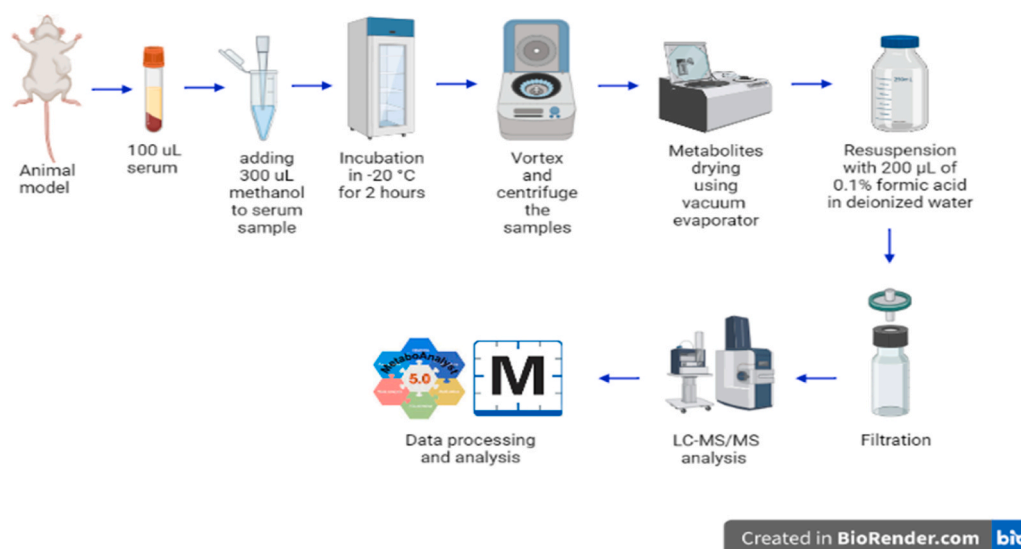 Animal
model
100 uL
serum
adding
300 uL
methanol
to serum
sample
Incubation
in -20 °C
for 2 hours
Vortex
and
centrifuge
the
samples
Metabolites
drying
using
vacuum
evaporator
Resuspension
with 200 µL of
0.1% formic acid
in deionized water
Filtration
LC-MS/MS
analysis
MetaboAnalyst
5.0
M
Data processing
and analysis
Created in BioRender.com
bio